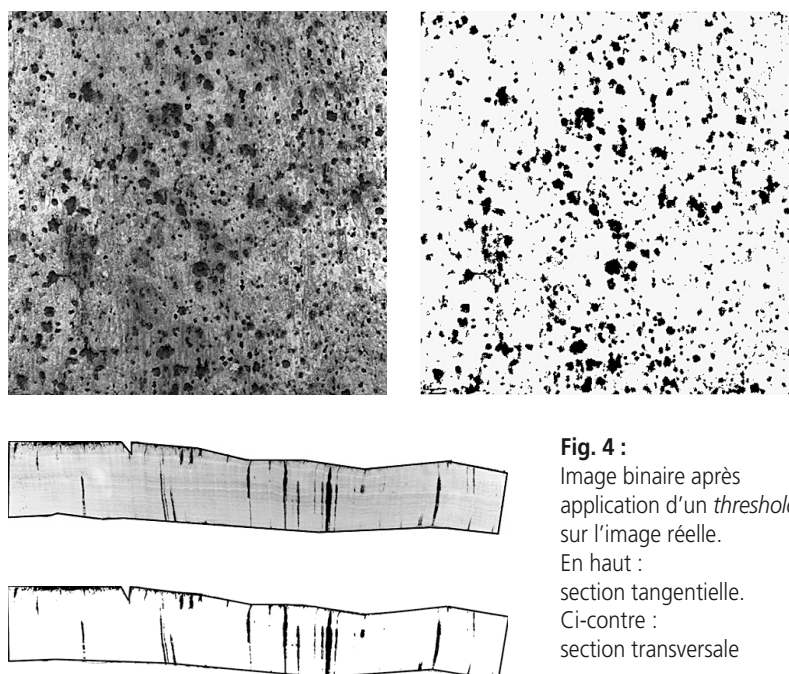 Fig. 4 :
Image binaire après
application d'un threshold
sur l'image réelle.
En haut :
section tangentielle.
Ci-contre :
section transversale